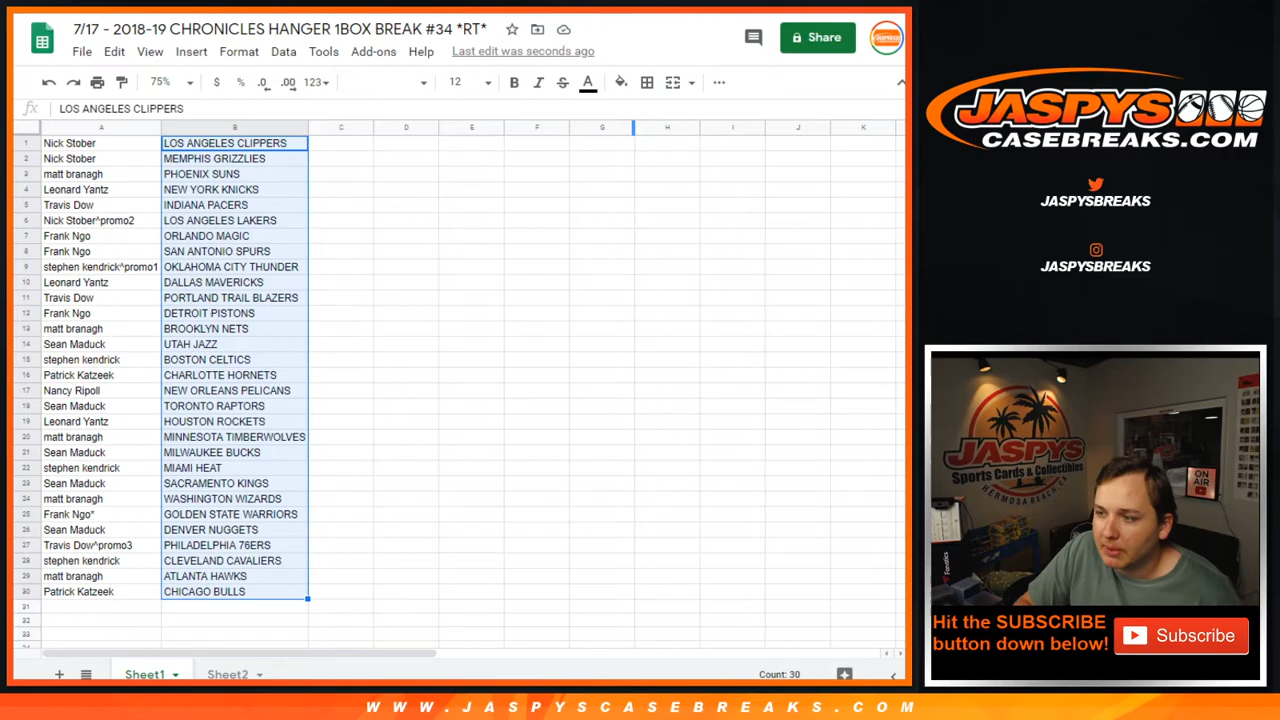 7/17 - 2018-19 CHRONICLES HANGER 1BOX BREAK #34 *RT*
File Edit View Insert Format Data Tools Add-ons Help Last edit was seconds ago
Share
75% $ % .0 .00 123 12 B I S A
fx LOS ANGELES CLIPPERS
A B C D E F G H I J K
1 Nick Stober LOS ANGELES CLIPPERS
2 Nick Stober MEMPHIS GRIZZLIES
3 matt branagh PHOENIX SUNS
4 Leonard Yantz NEW YORK KNICKS
5 Travis Dow INDIANA PACERS
6 Nick Stober^promo2 LOS ANGELES LAKERS
7 Frank Ngo ORLANDO MAGIC
8 Frank Ngo SAN ANTONIO SPURS
9 stephen kendrick^promo1 OKLAHOMA CITY THUNDER
10 Leonard Yantz DALLAS MAVERICKS
11 Travis Dow PORTLAND TRAIL BLAZERS
12 Frank Ngo DETROIT PISTONS
13 matt branagh BROOKLYN NETS
14 Sean Maduck UTAH JAZZ
15 stephen kendrick BOSTON CELTICS
16 Patrick Katzeek CHARLOTTE HORNETS
17 Nancy Ripoll NEW ORLEANS PELICANS
18 Sean Maduck TORONTO RAPTORS
19 Leonard Yantz HOUSTON ROCKETS
20 matt branagh MINNESOTA TIMBERWOLVES
21 Sean Maduck MILWAUKEE BUCKS
22 stephen kendrick MIAMI HEAT
23 Sean Maduck SACRAMENTO KINGS
24 matt branagh WASHINGTON WIZARDS
25 Frank Ngo* GOLDEN STATE WARRIORS
26 Sean Maduck DENVER NUGGETS
27 Travis Dow^promo3 PHILADELPHIA 76ERS
28 stephen kendrick CLEVELAND CAVALIERS
29 matt branagh ATLANTA HAWKS
30 Patrick Katzeek CHICAGO BULLS
31
32
33
Sheet1 Sheet2 Count: 30
JASPYS
CASEBREAKS.COM
JASPYSBREAKS
JASPYSBREAKS
JASPYS
Sports Cards & Collectibles
HERMOSA BEACH, CA
ON AIR
Fanatics
Hit the SUBSCRIBE
button down below!
Subscribe
WWW.JASPYSCASEBREAKS.COM